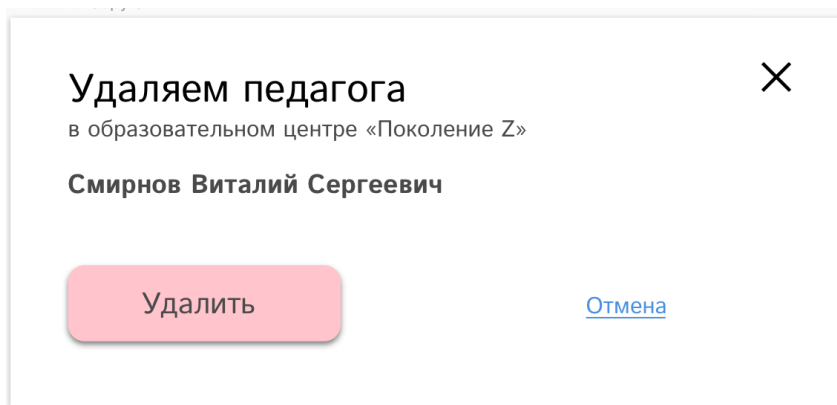 Удаляем педагога
в образовательном центре «Поколение Z»
Смирнов Виталий Сергеевич
Удалить
Отмена